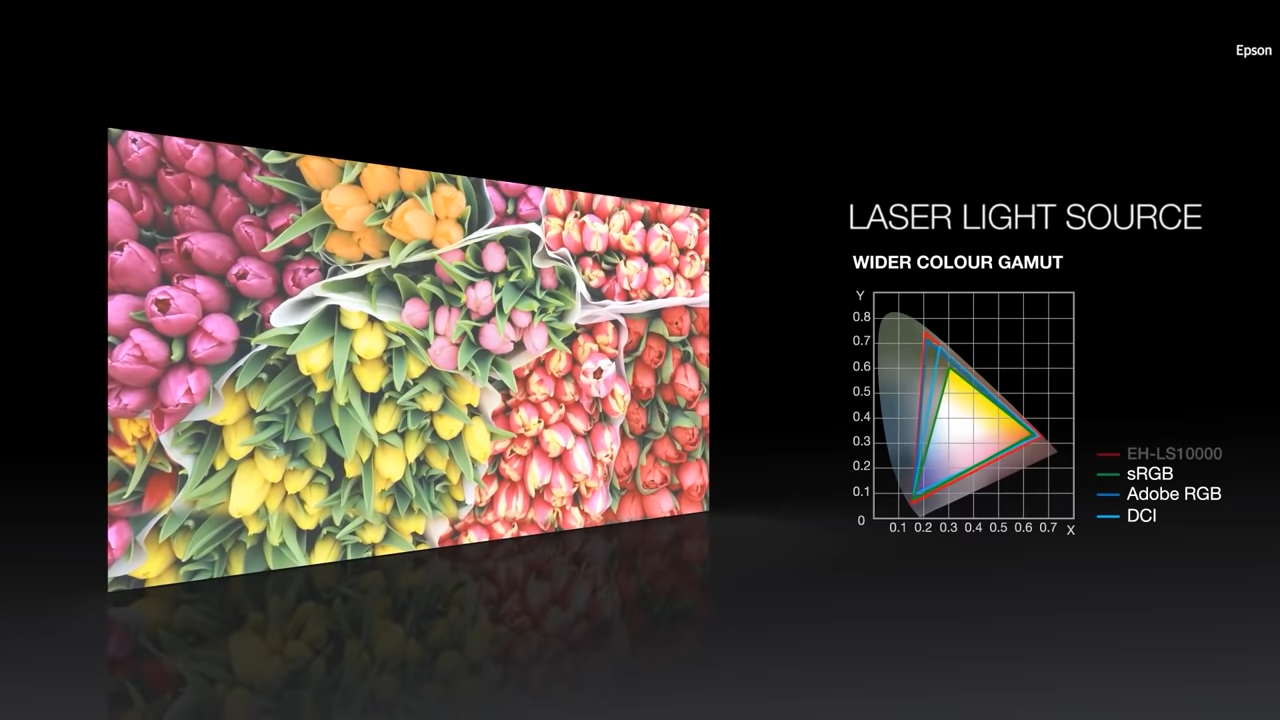 Epson
LASER LIGHT SOURCE
WIDER COLOUR GAMUT
Y
0.8
0.7
0.6
0.5
0.4
0.3
0.2
0.1
0
0.1 0.2 0.3 0.4 0.5 0.6 0.7 X
EH-LS10000
sRGB
Adobe RGB
DCI